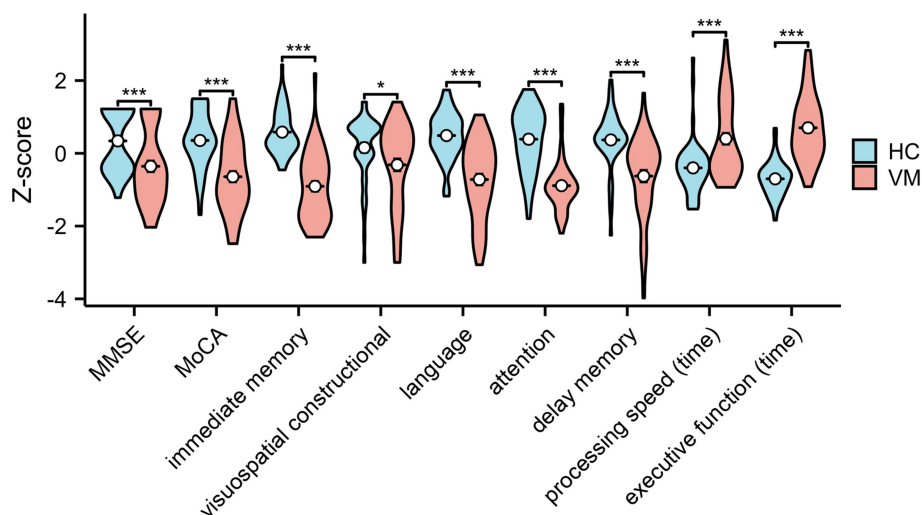 ***
***
***
*
***
***
***
***
***
Z-score
2
0
-2
-4
HC
VM
MMSE
MoCA
immediate memory
visuospatial constructional
language
attention
delay memory
processing speed (time)
executive function (time)